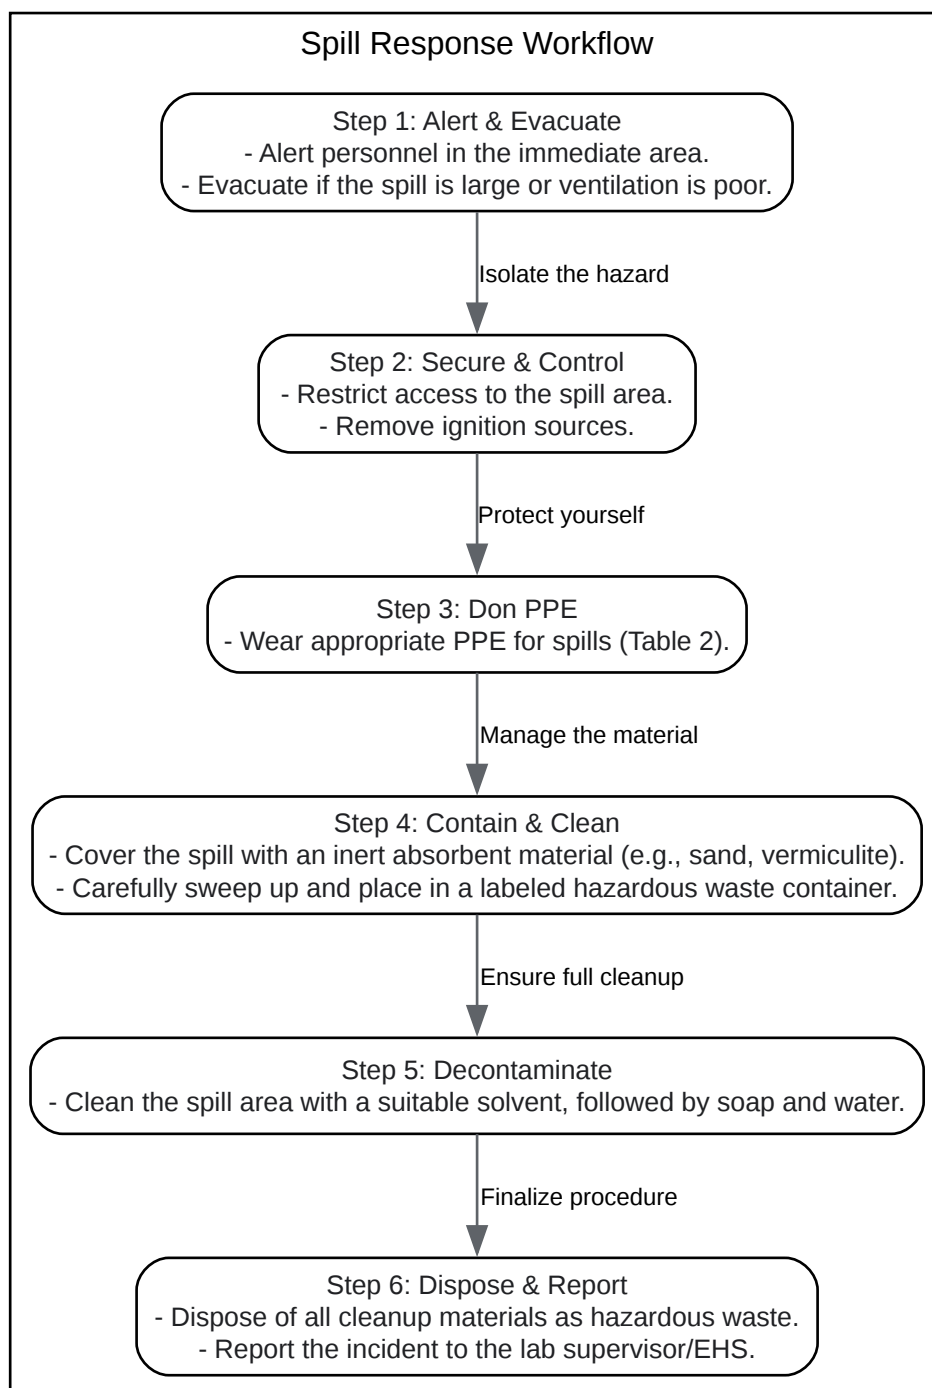 Spill Response Workflow
Step 1: Alert & Evacuate
- Alert personnel in the immediate area.
- Evacuate if the spill is large or ventilation is poor.
Isolate the hazard
Step 2: Secure & Control
- Restrict access to the spill area.
- Remove ignition sources.
Protect yourself
Step 3: Don PPE
- Wear appropriate PPE for spills (Table 2).
Manage the material
Step 4: Contain & Clean
- Cover the spill with an inert absorbent material (e.g., sand, vermiculite).
- Carefully sweep up and place in a labeled hazardous waste container.
Ensure full cleanup
Step 5: Decontaminate
- Clean the spill area with a suitable solvent, followed by soap and water.
Finalize procedure
Step 6: Dispose & Report
- Dispose of all cleanup materials as hazardous waste.
- Report the incident to the lab supervisor/EHS.